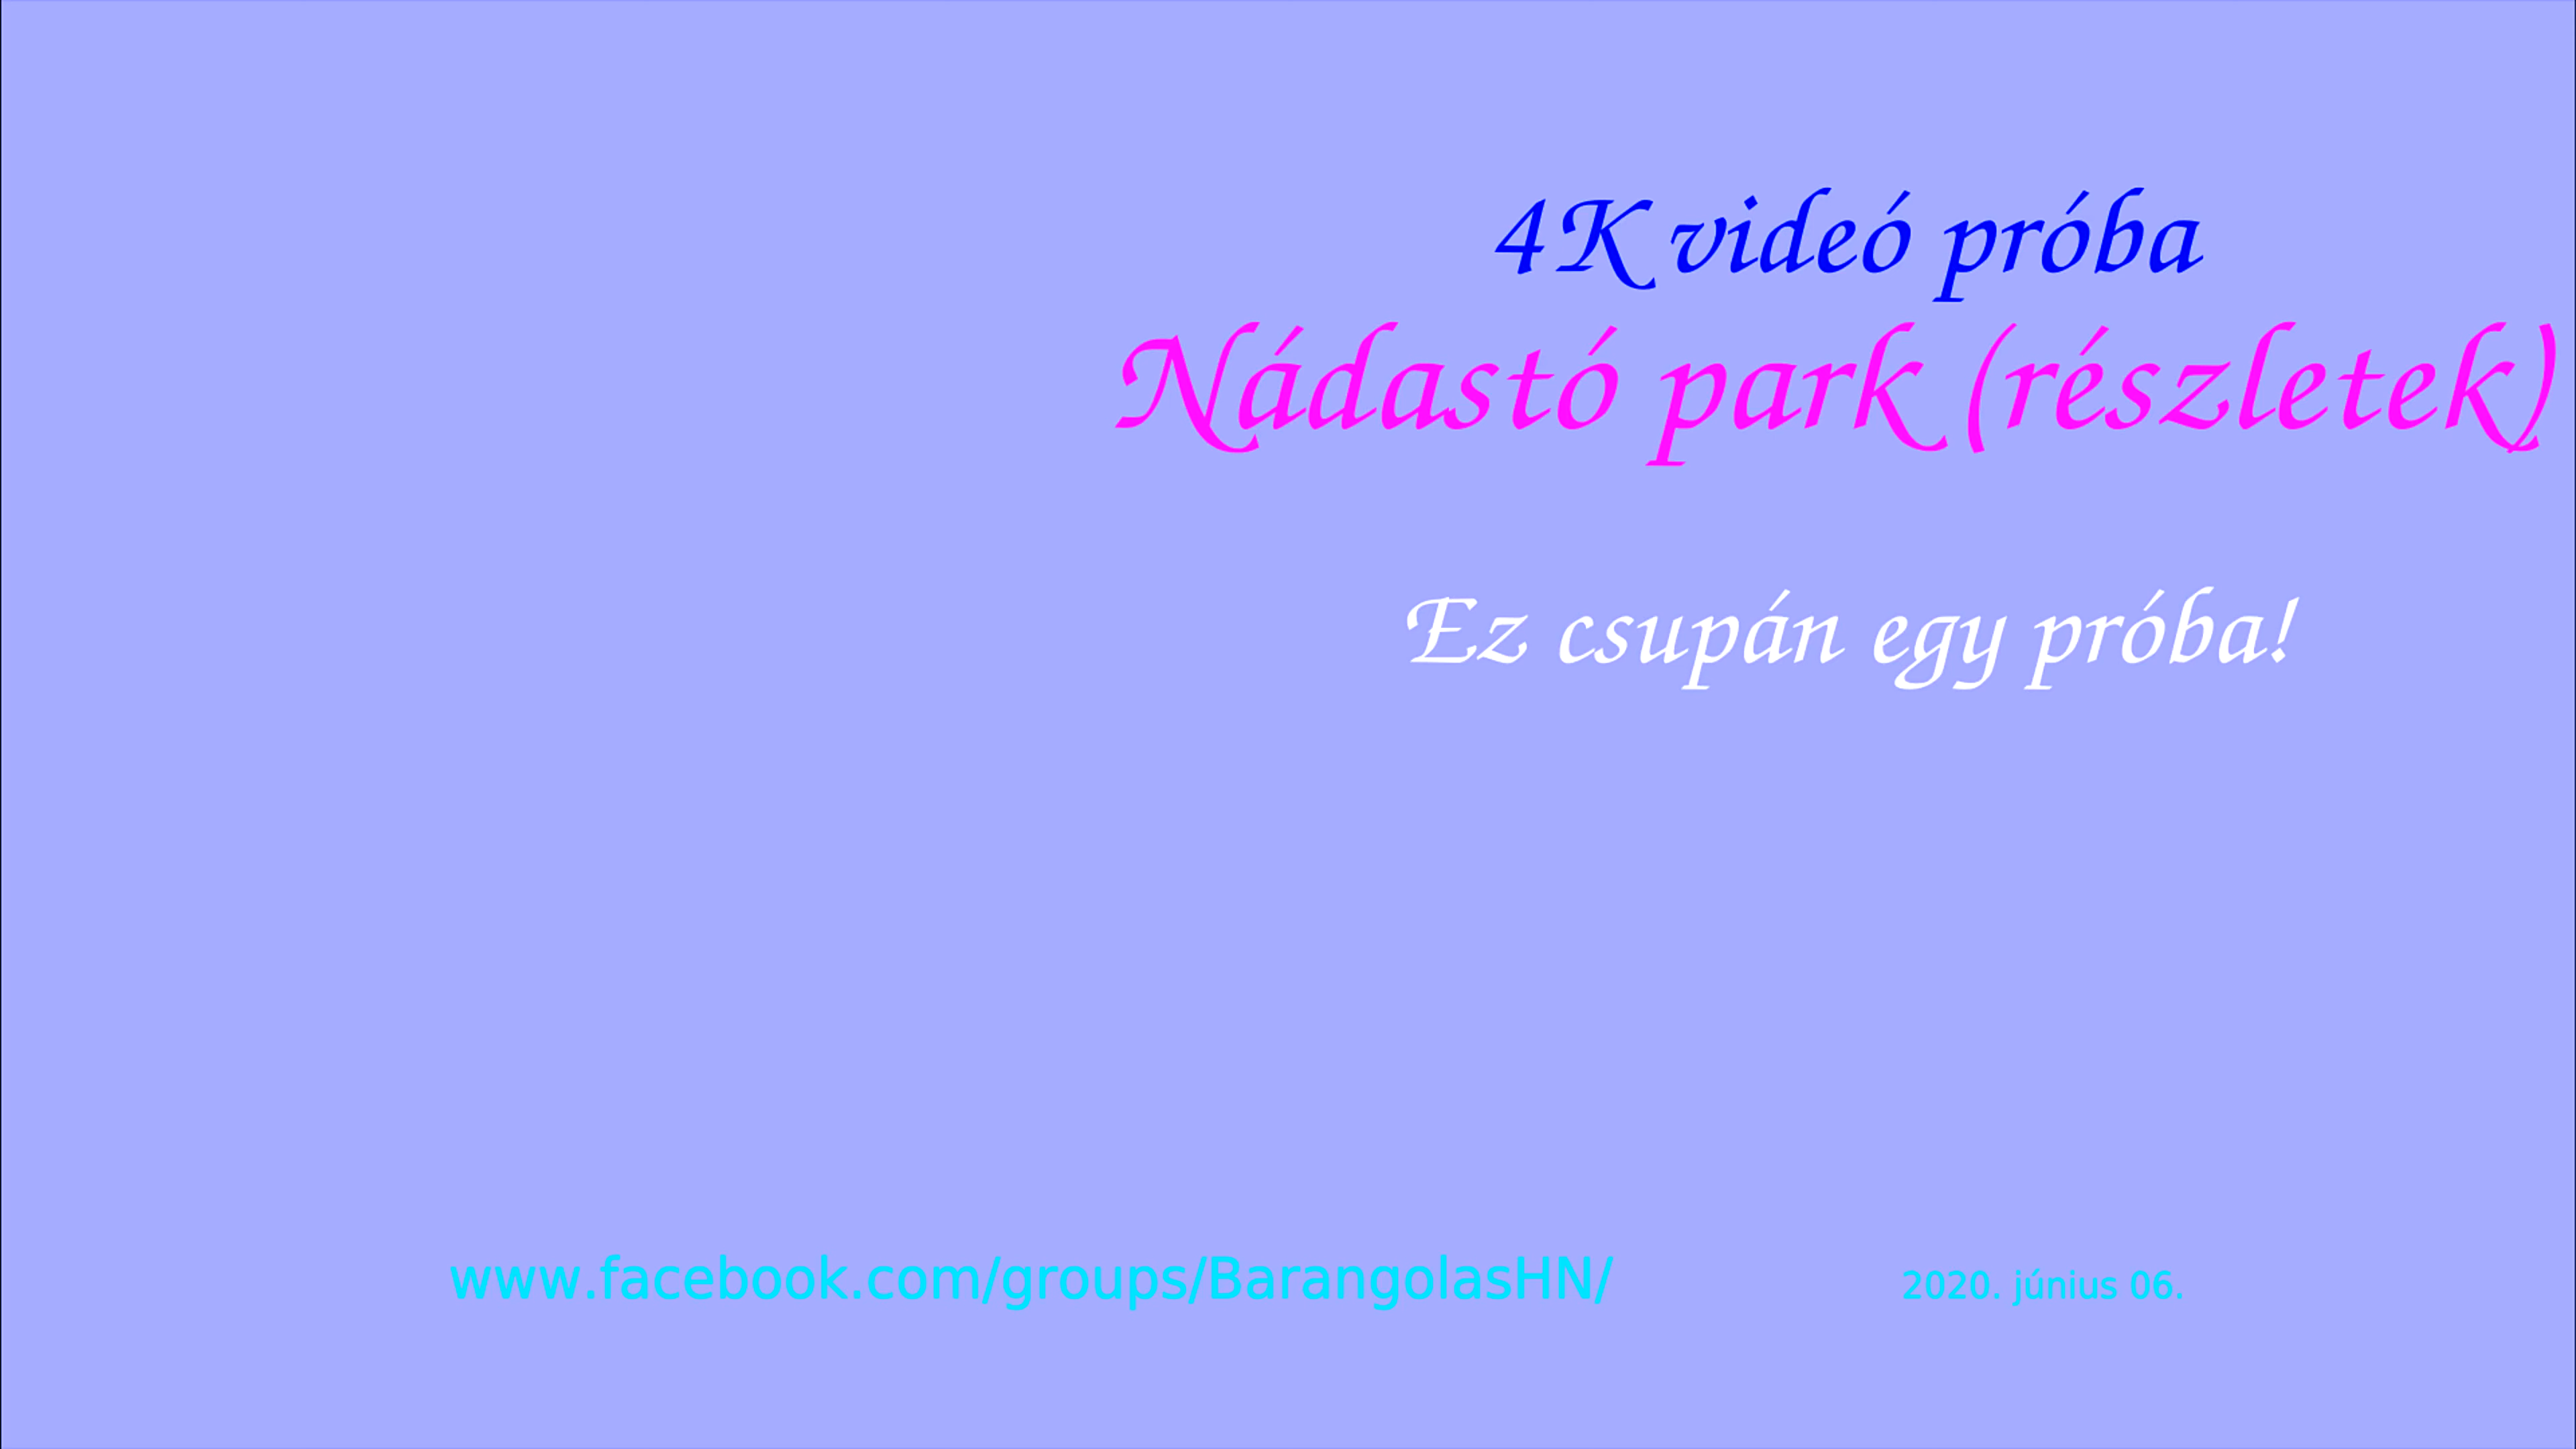 4K videó próba
Nádastó park (részletek)
Ez csupán egy próba!
www.facebook.com/groups/BarangolasHN/
2020. június 06.